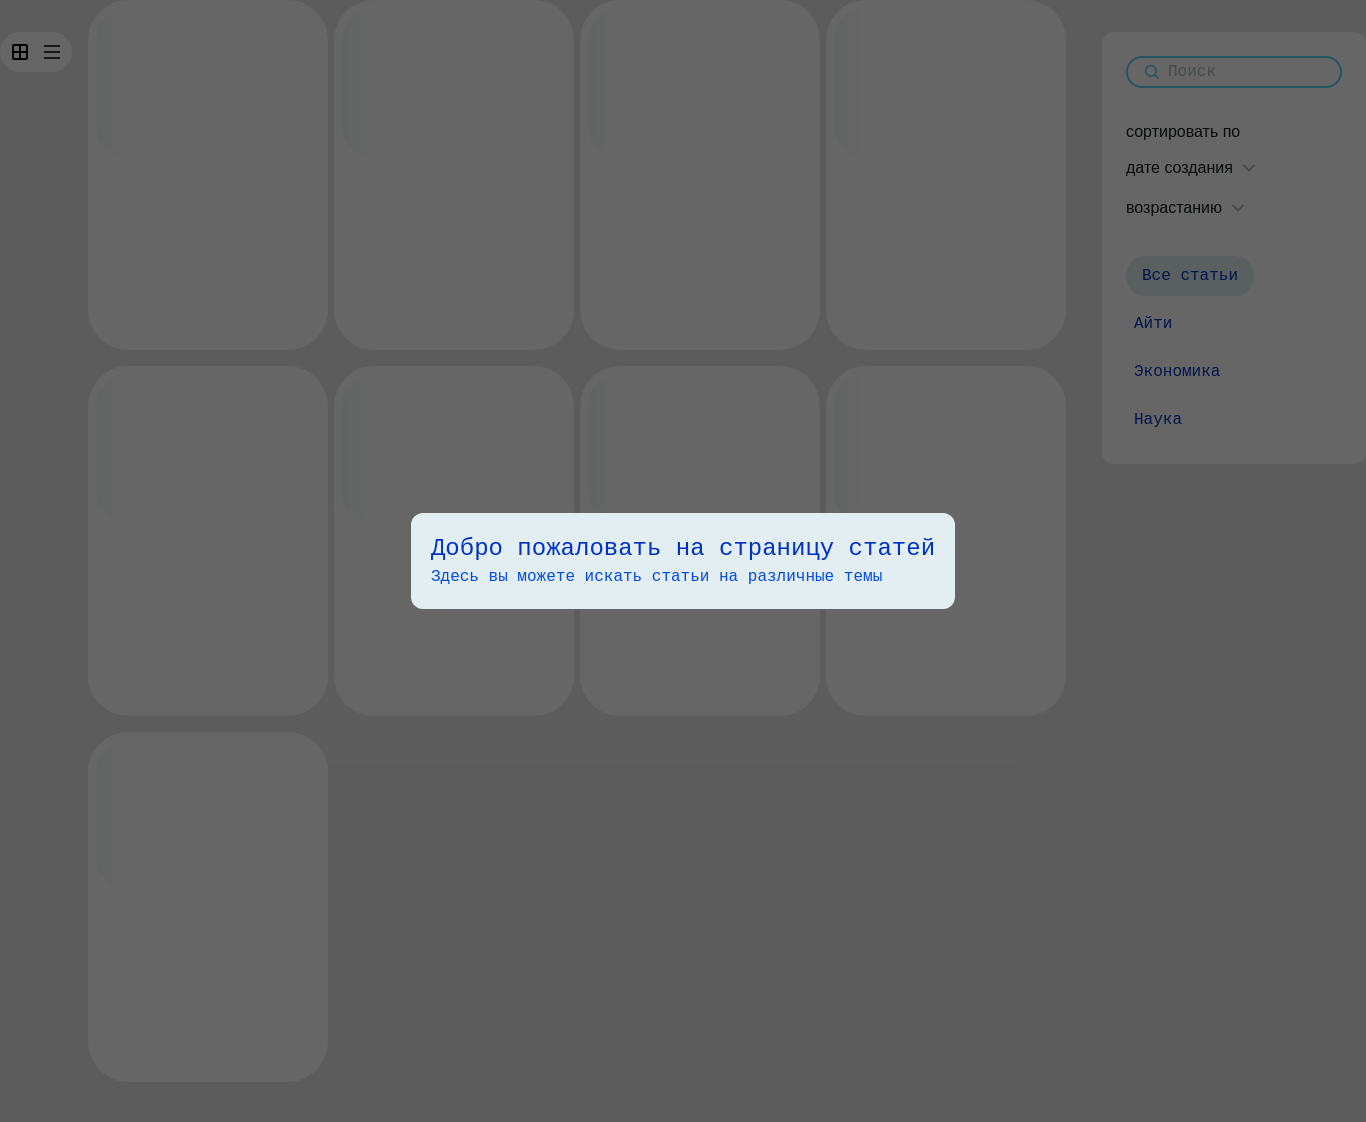 Поиск
сортировать по
дате создания
возрастанию
Все статьи
Айти
Экономика
Наука
Добро пожаловать на страницу статей
Здесь вы можете искать статьи на различные темы